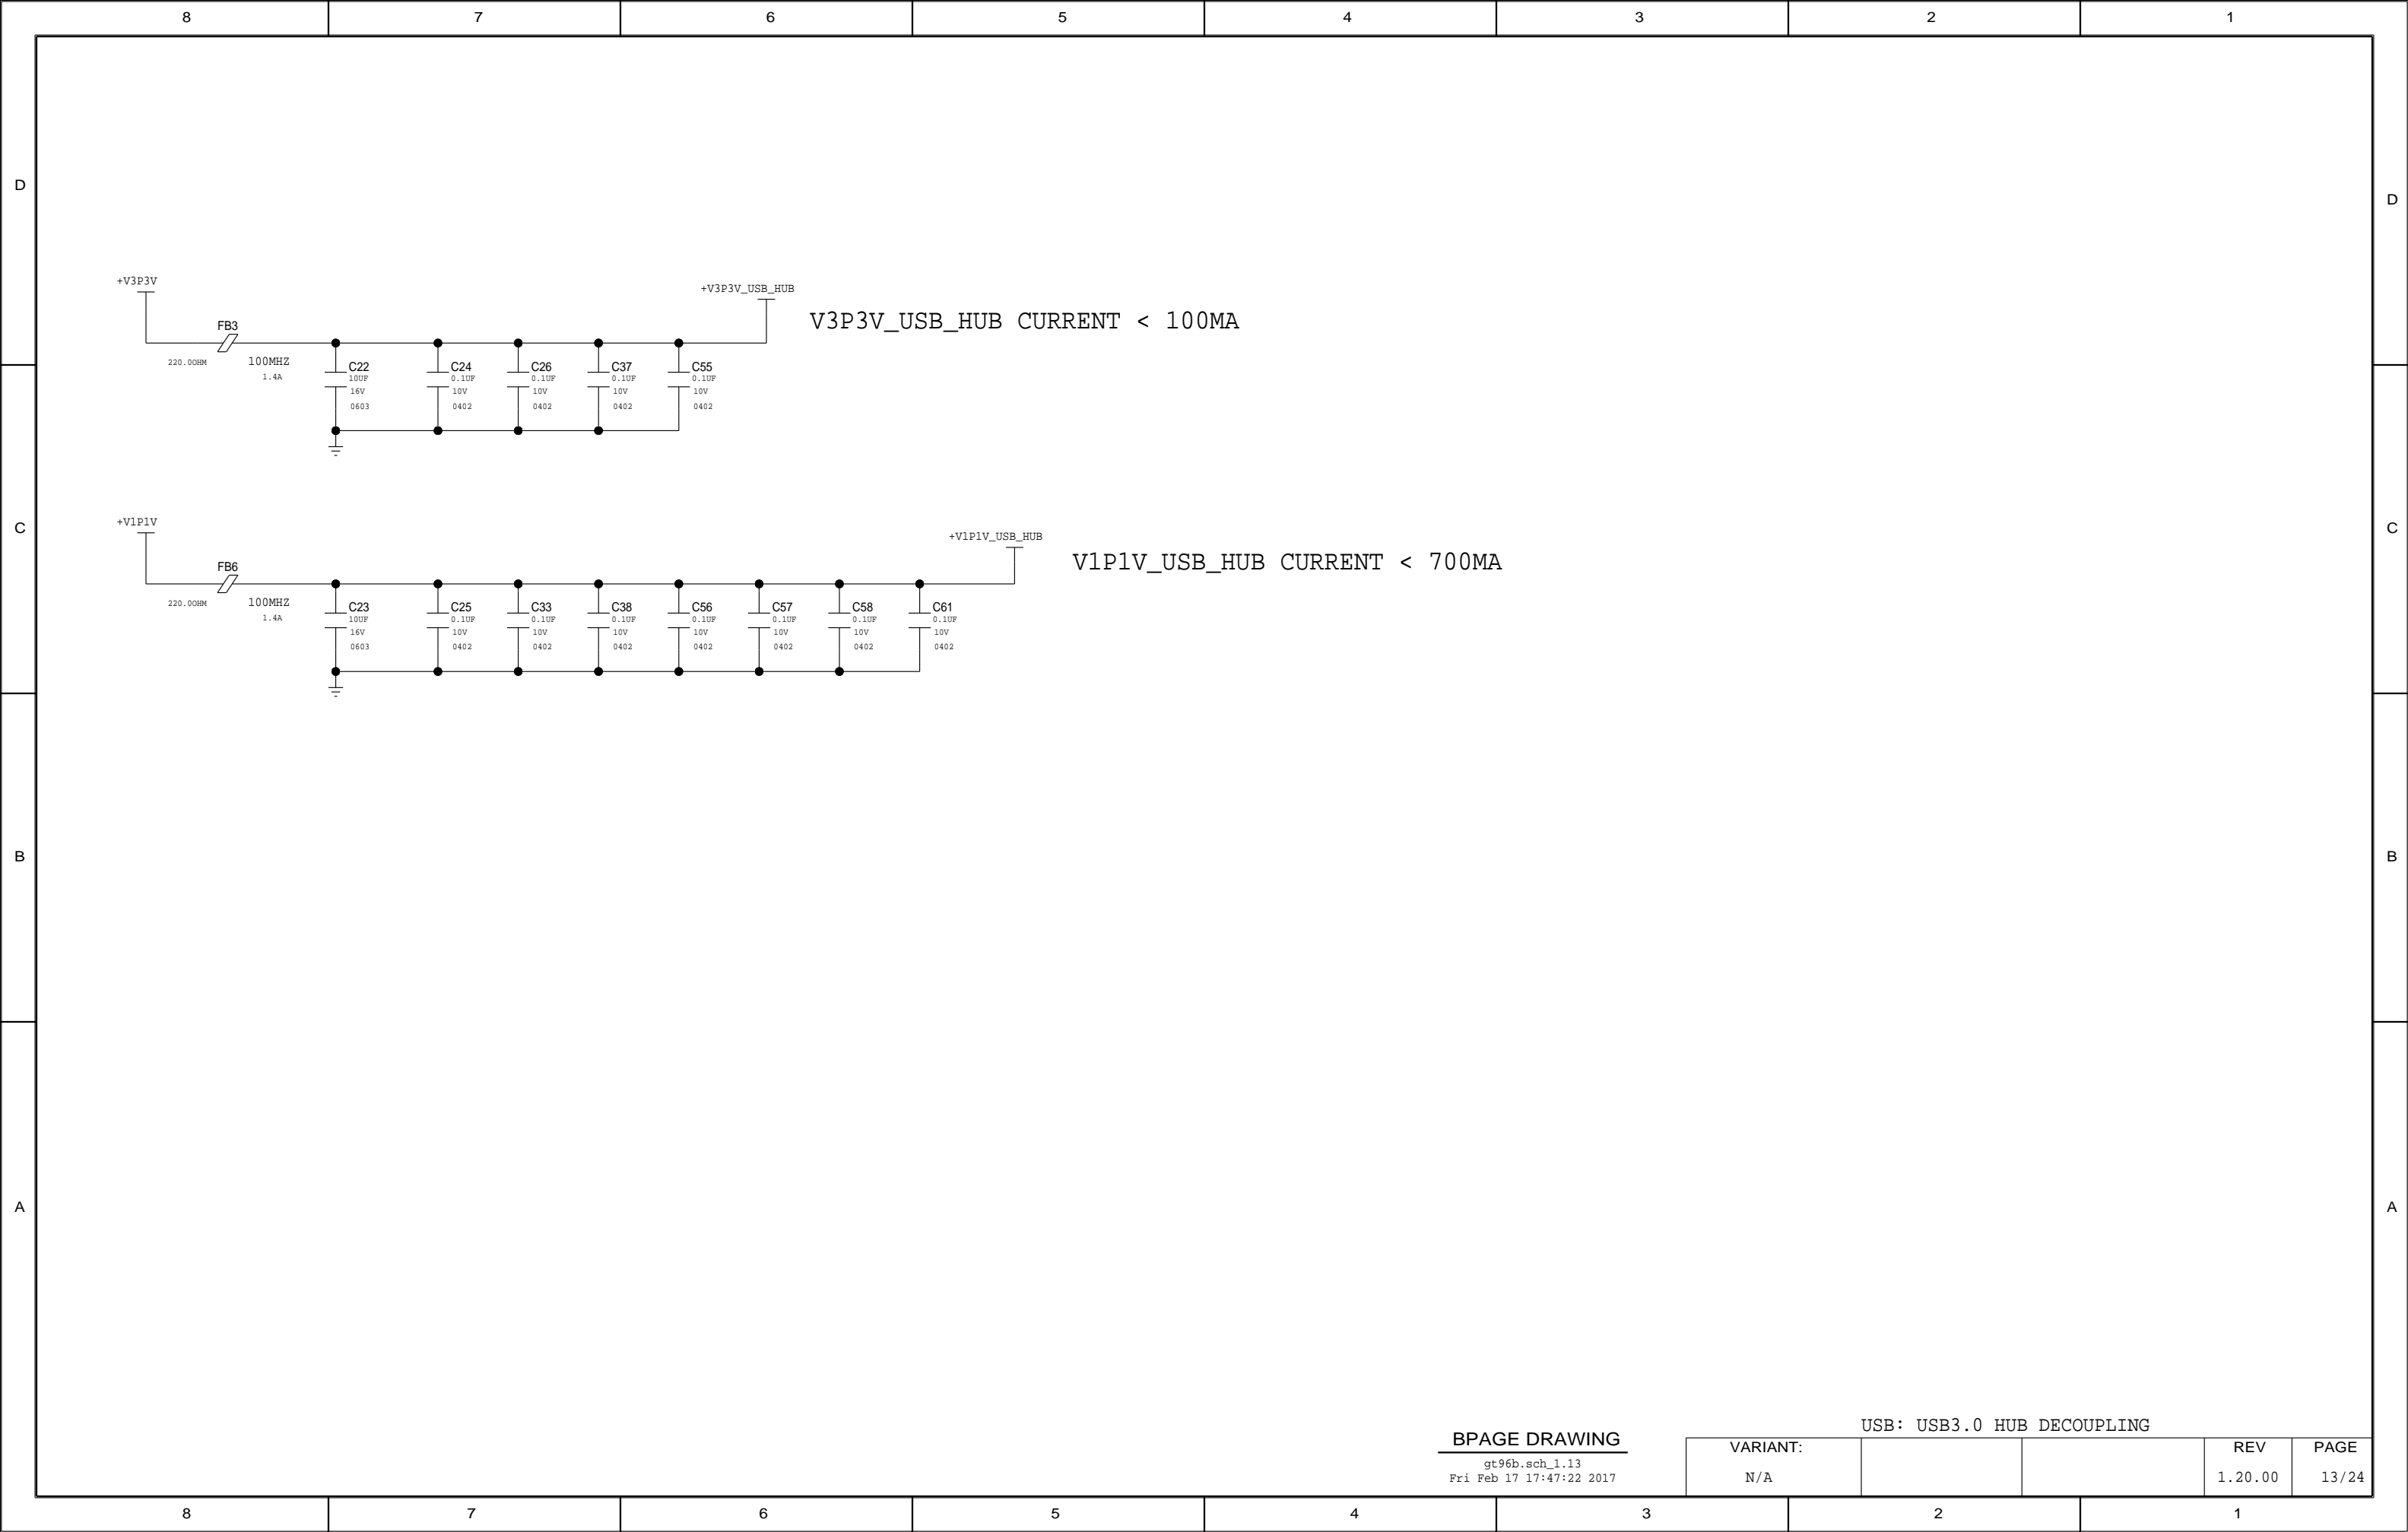 8 7 6 5 4 3 2 1
D D
+V3P3V
+V3P3V_USB_HUB
V3P3V_USB_HUB CURRENT < 100MA
FB3
220.0OHM 100MHZ
1.4A
C22 C24 C26 C37 C55
10UF 0.1UF 0.1UF 0.1UF 0.1UF
16V 10V 10V 10V 10V
0603 0402 0402 0402 0402
C C
+V1P1V
+V1P1V_USB_HUB
V1P1V_USB_HUB CURRENT < 700MA
FB6
220.0OHM 100MHZ
1.4A
C23 C25 C33 C38 C56 C57 C58 C61
10UF 0.1UF 0.1UF 0.1UF 0.1UF 0.1UF 0.1UF 0.1UF
16V 10V 10V 10V 10V 10V 10V 10V
0603 0402 0402 0402 0402 0402 0402 0402
B B
A A
USB: USB3.0 HUB DECOUPLING
BPAGE DRAWING
gt96b.sch_1.13
Fri Feb 17 17:47:22 2017
VARIANT: REV PAGE
N/A 1.20.00 13/24
8 7 6 5 4 3 2 1